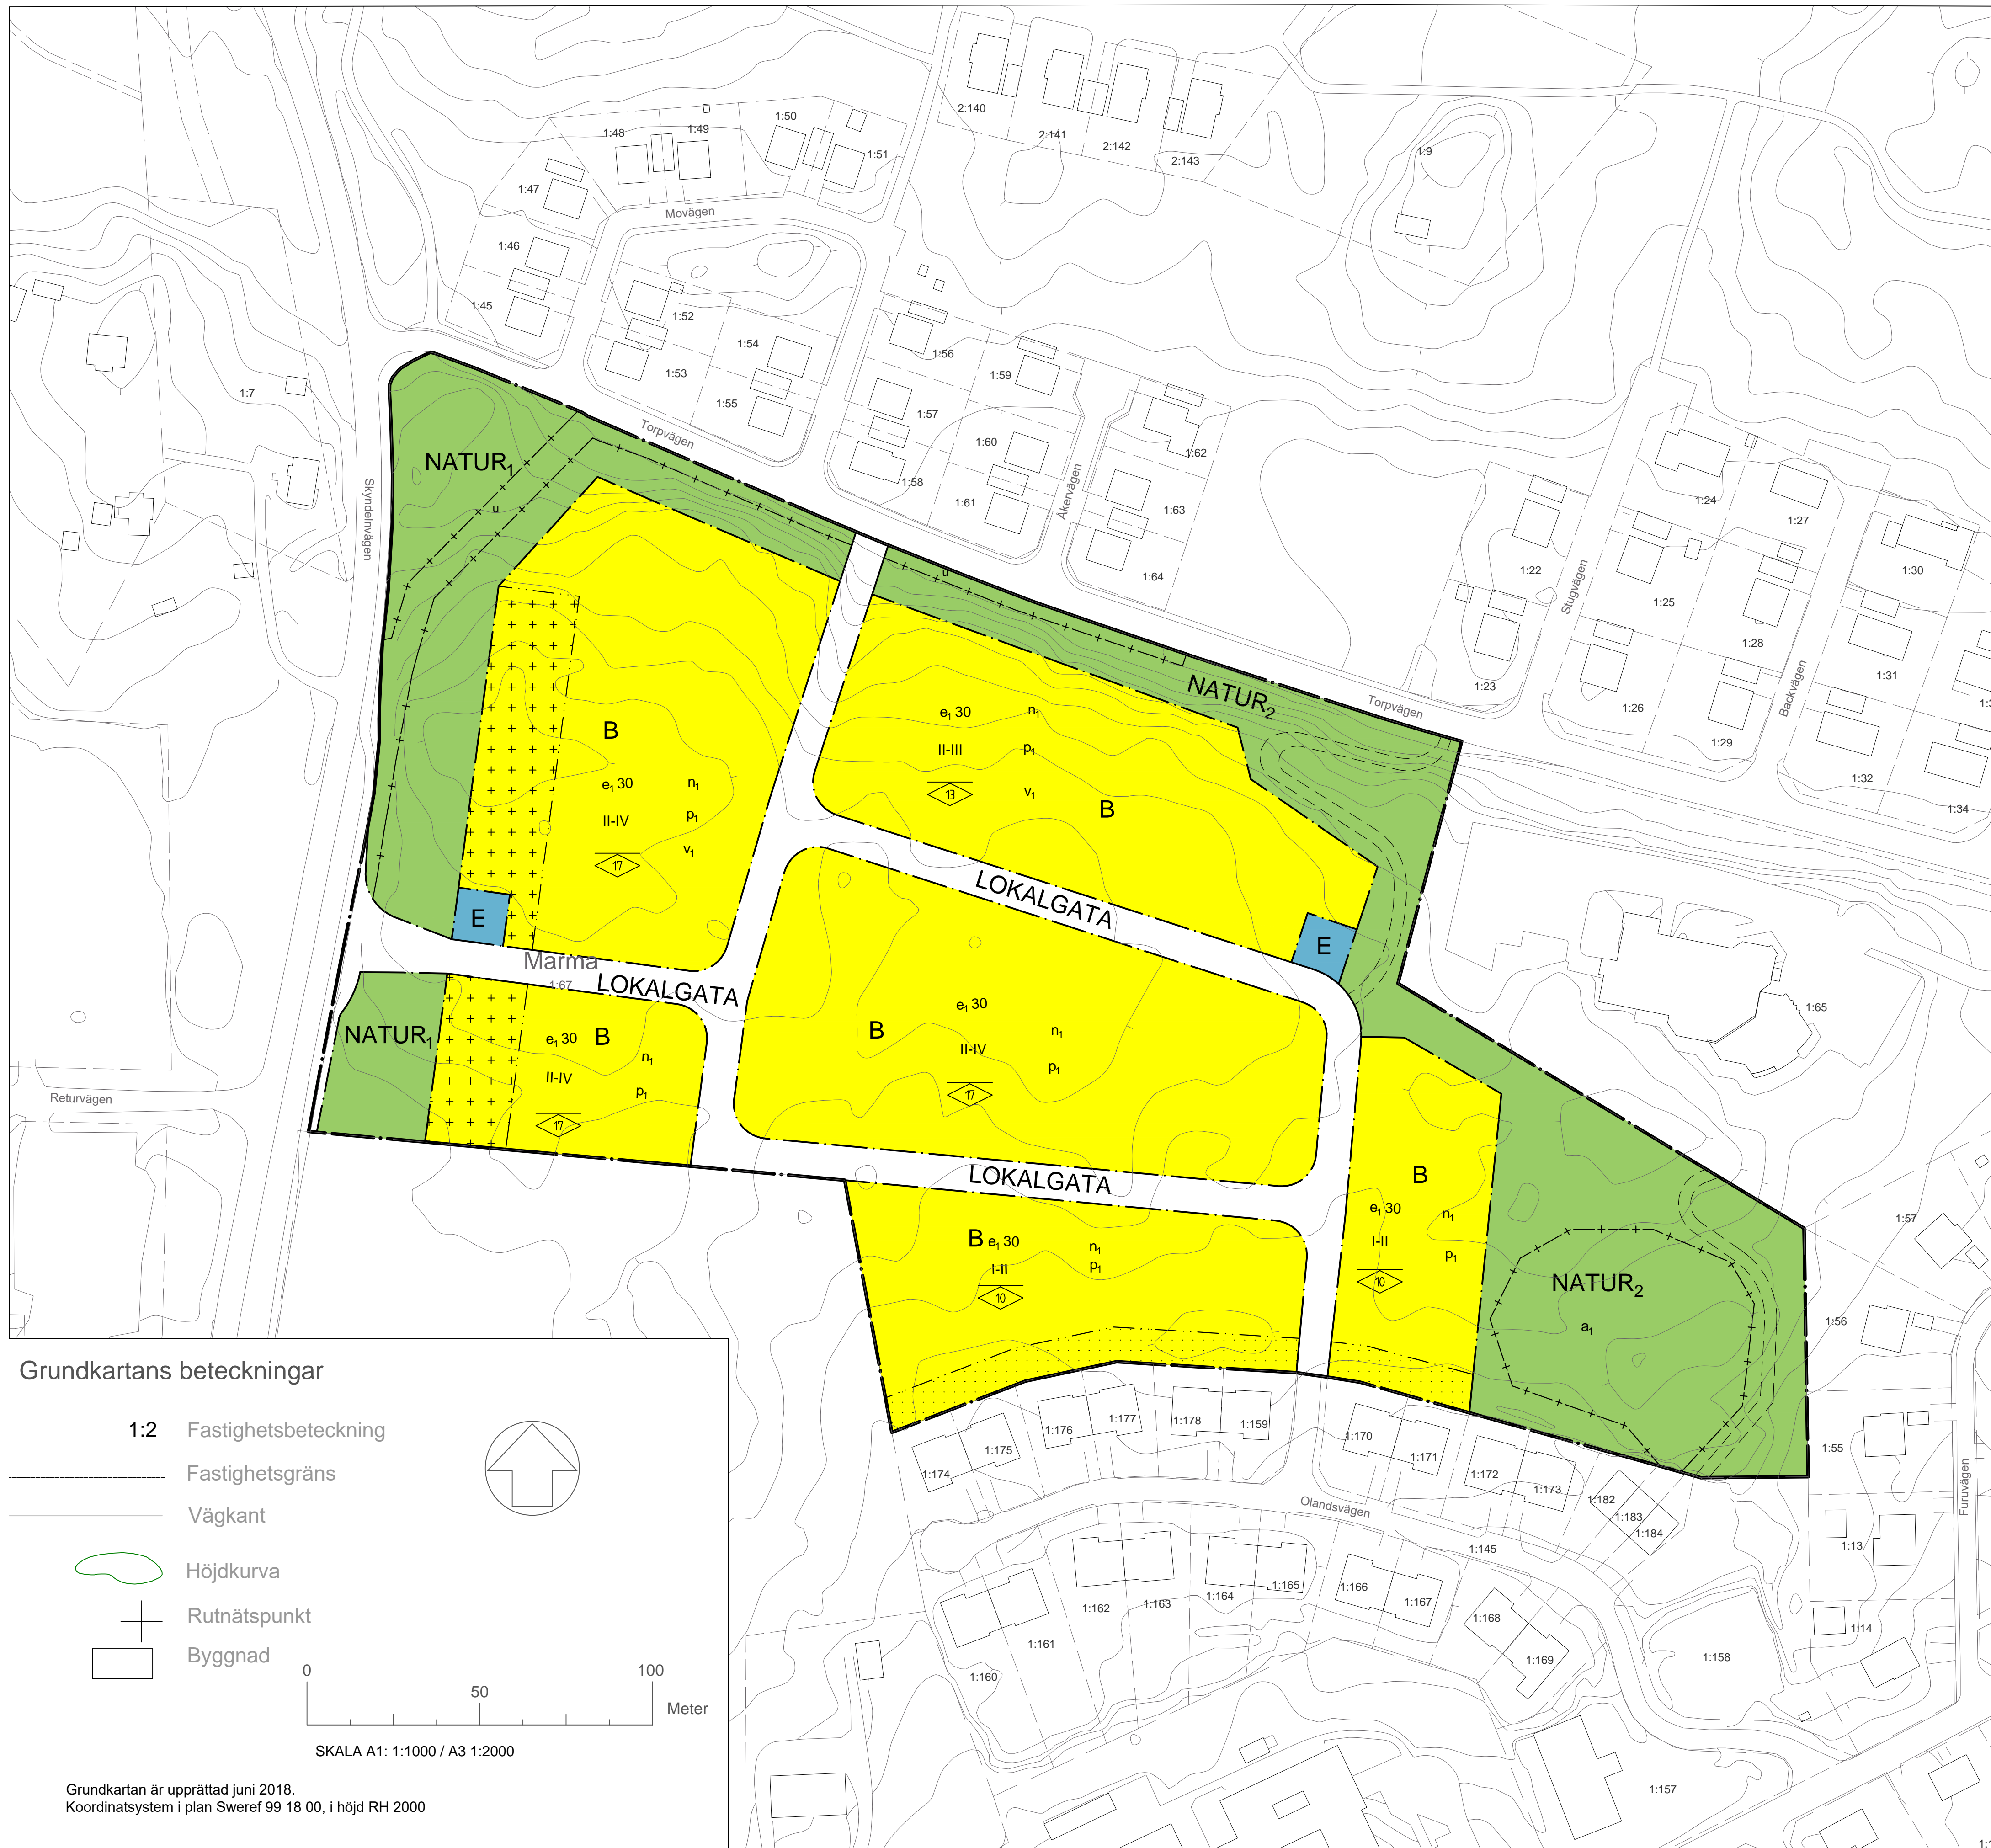 2:140
2:141
2:142
2:143
1:9
1:47
1:48
1:49
1:50
1:51
1:46
1:45
Movägen
1:52
1:53
1:54
1:55
1:56
1:57
1:58
1:59
1:60
1:61
1:62
1:63
1:64
1:7
Skyndelnvägen
Torpvägen
Åkervägen
Stugvägen
Torpvägen
Backvägen
1:22
1:23
1:24
1:25
1:26
1:27
1:28
1:29
1:30
1:31
1:32
1:34
NATUR₁
u
u
NATUR₂
B
e₁ 30
n₁
II-IV
p₁
v₁
17
e₁ 30
n₁
II-III
p₁
13
v₁
B
LOKALGATA
E
E
Marma
1:67
LOKALGATA
NATUR₁
e₁ 30
B
n₁
II-IV
p₁
17
e₁ 30
B
n₁
II-IV
p₁
17
LOKALGATA
B e₁ 30
n₁
I-II
p₁
10
B
e₁ 30
n₁
I-II
p₁
10
NATUR₂
a₁
1:65
Returvägen
1:57
1:56
1:55
1:13
1:14
Furuvägen
1:174
1:175
1:176
1:177
1:178
1:159
1:170
1:171
1:172
1:173
1:182
1:183
1:184
Olandsvägen
1:145
1:160
1:161
1:162
1:163
1:164
1:165
1:166
1:167
1:168
1:169
1:158
1:157
Grundkartans beteckningar
1:2 Fastighetsbeteckning
Fastighetsgräns
Vägkant
Höjdkurva
Rutnätspunkt
Byggnad
0 50 100
Meter
SKALA A1: 1:1000 / A3 1:2000
Grundkartan är upprättad juni 2018.
Koordinatsystem i plan Sweref 99 18 00, i höjd RH 2000